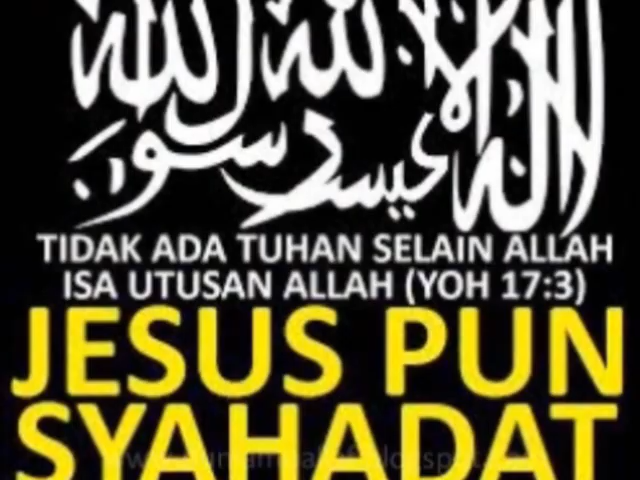 لا اله الا الله
عيسى رسول الله
TIDAK ADA TUHAN SELAIN ALLAH
ISA UTUSAN ALLAH (YOH 17:3)
JESUS PUN
SYAHADAT